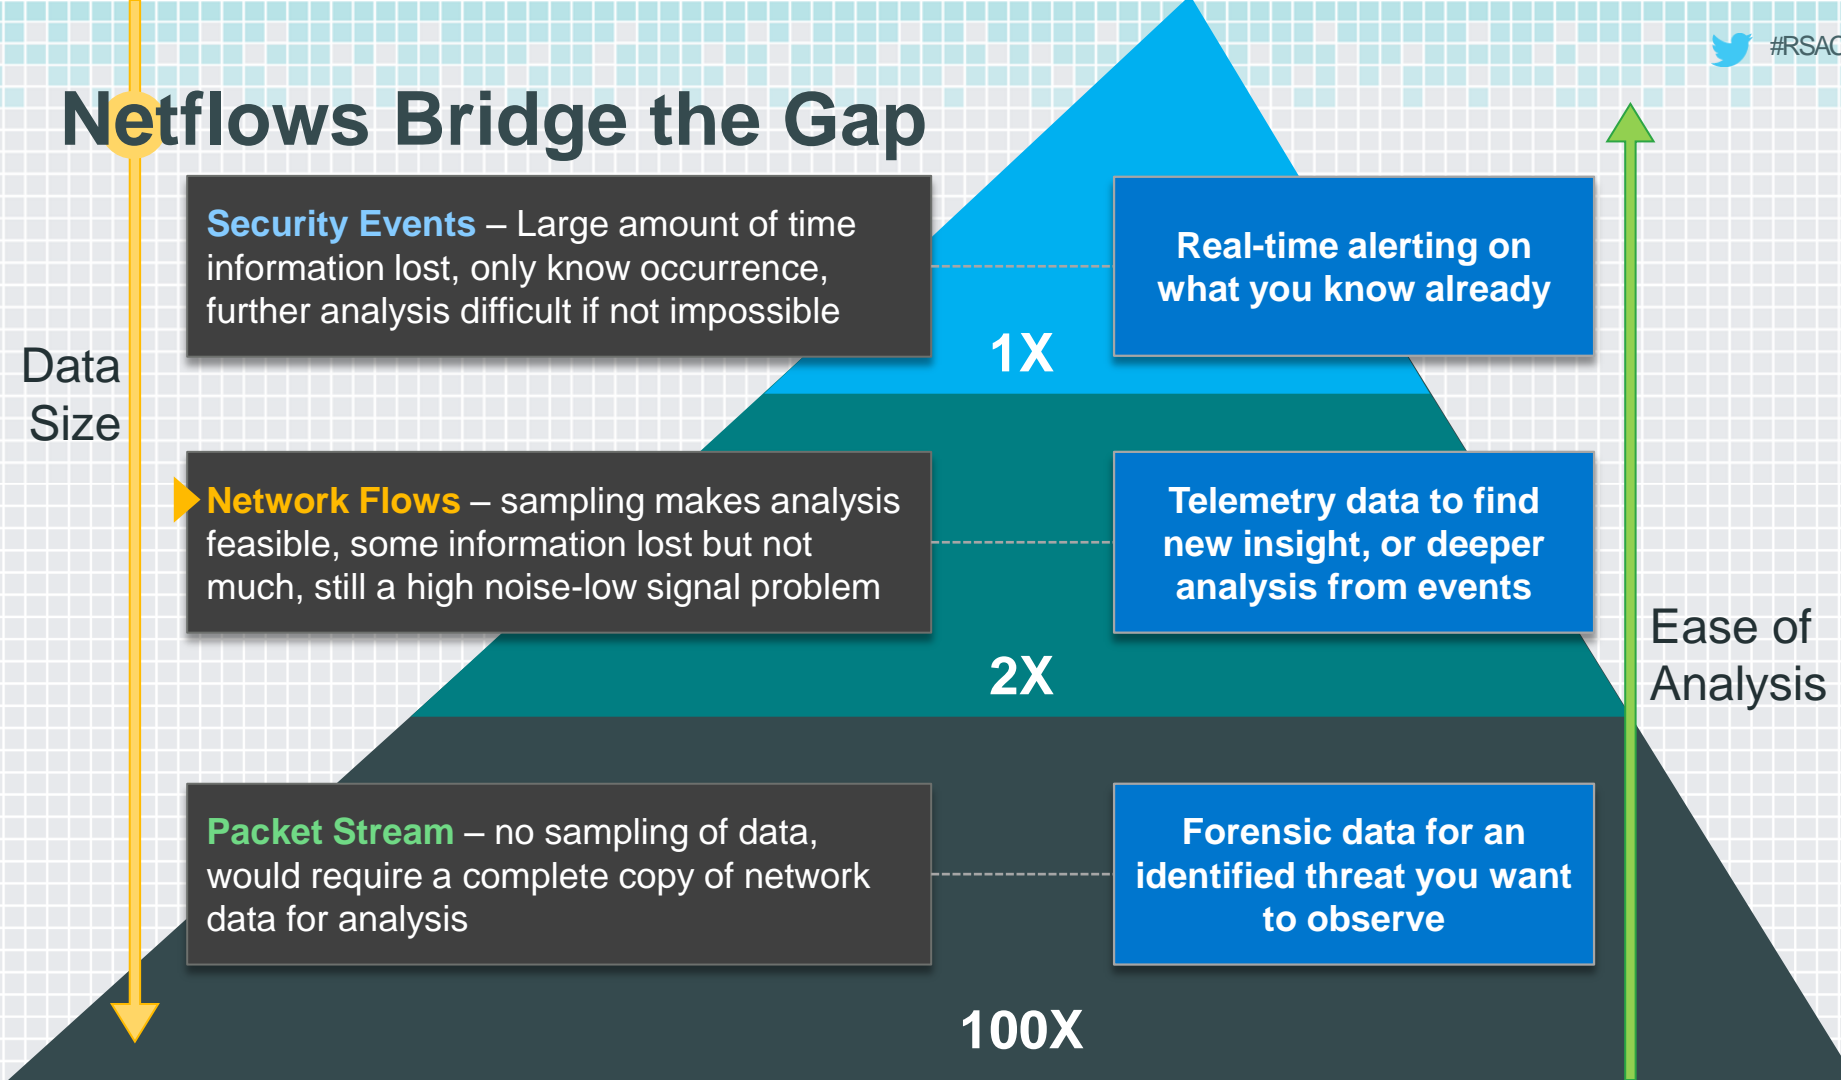 #RSAC
Netflows Bridge the Gap
Security Events – Large amount of time
information lost, only know occurrence,
further analysis difficult if not impossible
Real-time alerting on
what you know already
1X
Data
Size
Network Flows – sampling makes analysis
feasible, some information lost but not
much, still a high noise-low signal problem
Telemetry data to find
new insight, or deeper
analysis from events
2X
Ease of
Analysis
Packet Stream – no sampling of data,
would require a complete copy of network
data for analysis
Forensic data for an
identified threat you want
to observe
100X